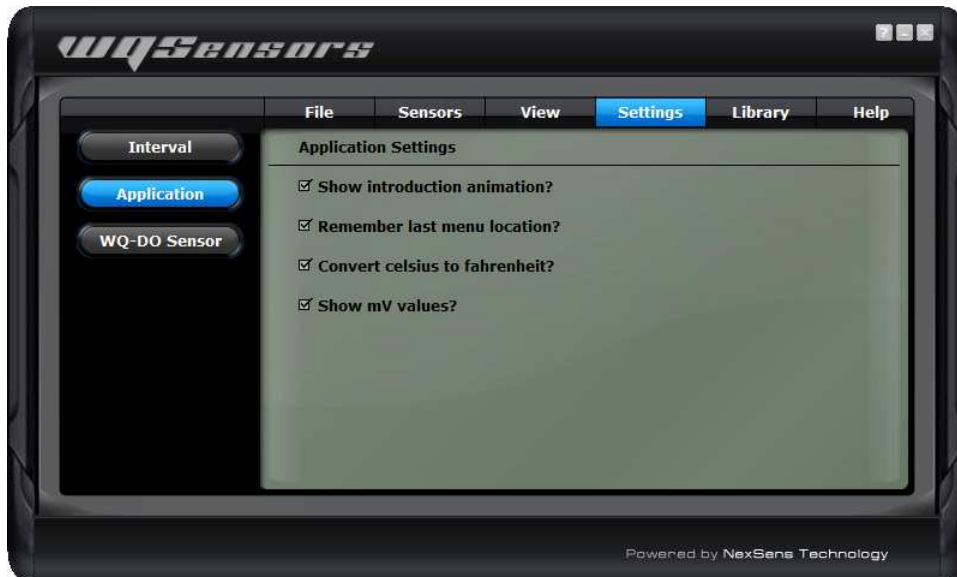 WQSensors
? - X
File Sensors View Settings Library Help
Interval
Application
WQ-DO Sensor
Application Settings
Show introduction animation?
Remember last menu location?
Convert celsius to fahrenheit?
Show mV values?
Powered by NexSens Technology